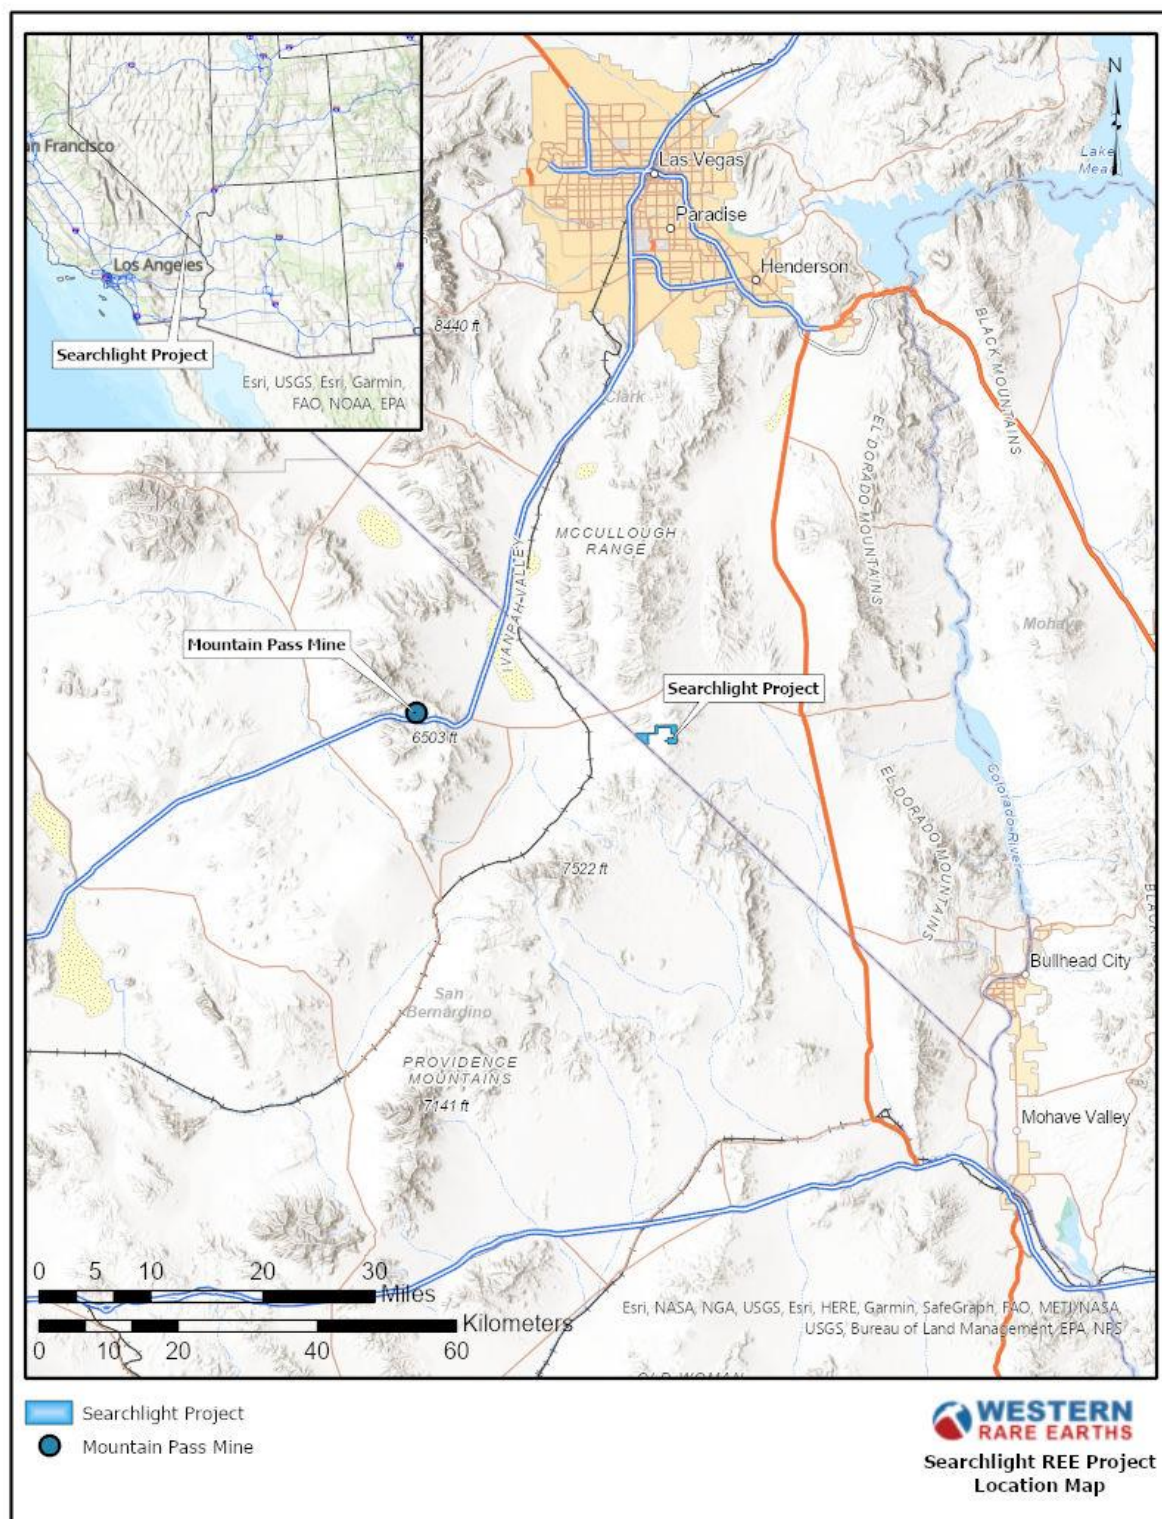 an Francisco
Los Angeles
Searchlight Project
Esri, USGS, Esri, Garmin,
FAO, NOAA, EPA
N
Lake
Mead
Las Vegas
Paradise
Henderson
8440 ft
Clark
BLACK MOUNTAINS
EL DORADO MOUNTAINS
MCCULLOUGH
RANGE
IVANPAH VALLEY
Mohave
Mountain Pass Mine
Searchlight Project
6503 ft
Colorado River
EL DORADO MOUNTAINS
7522 ft
Bullhead City
San
Bernardino
PROVIDENCE
MOUNTAINS
7141 ft
Mohave Valley
0 5 10 20 30
Miles
Kilometers
0 10 20 40 60
Esri, NASA, NGA, USGS, Esri, HERE, Garmin, SafeGraph, FAO, METI/NASA,
USGS, Bureau of Land Management, EPA, NPS
Searchlight Project
Mountain Pass Mine
WESTERN
RARE EARTHS
Searchlight REE Project
Location Map